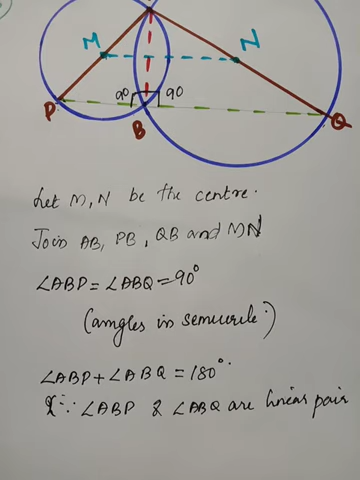 M
N
90
90
P
B
Q
Let M, N be the centre.
Join AB, PB, QB and MN
∠ABP = ∠ABQ = 90°
(angles in semicircle)
∠ABP + ∠ABQ = 180°
∵ ∠ABP & ∠ABQ are linear pair